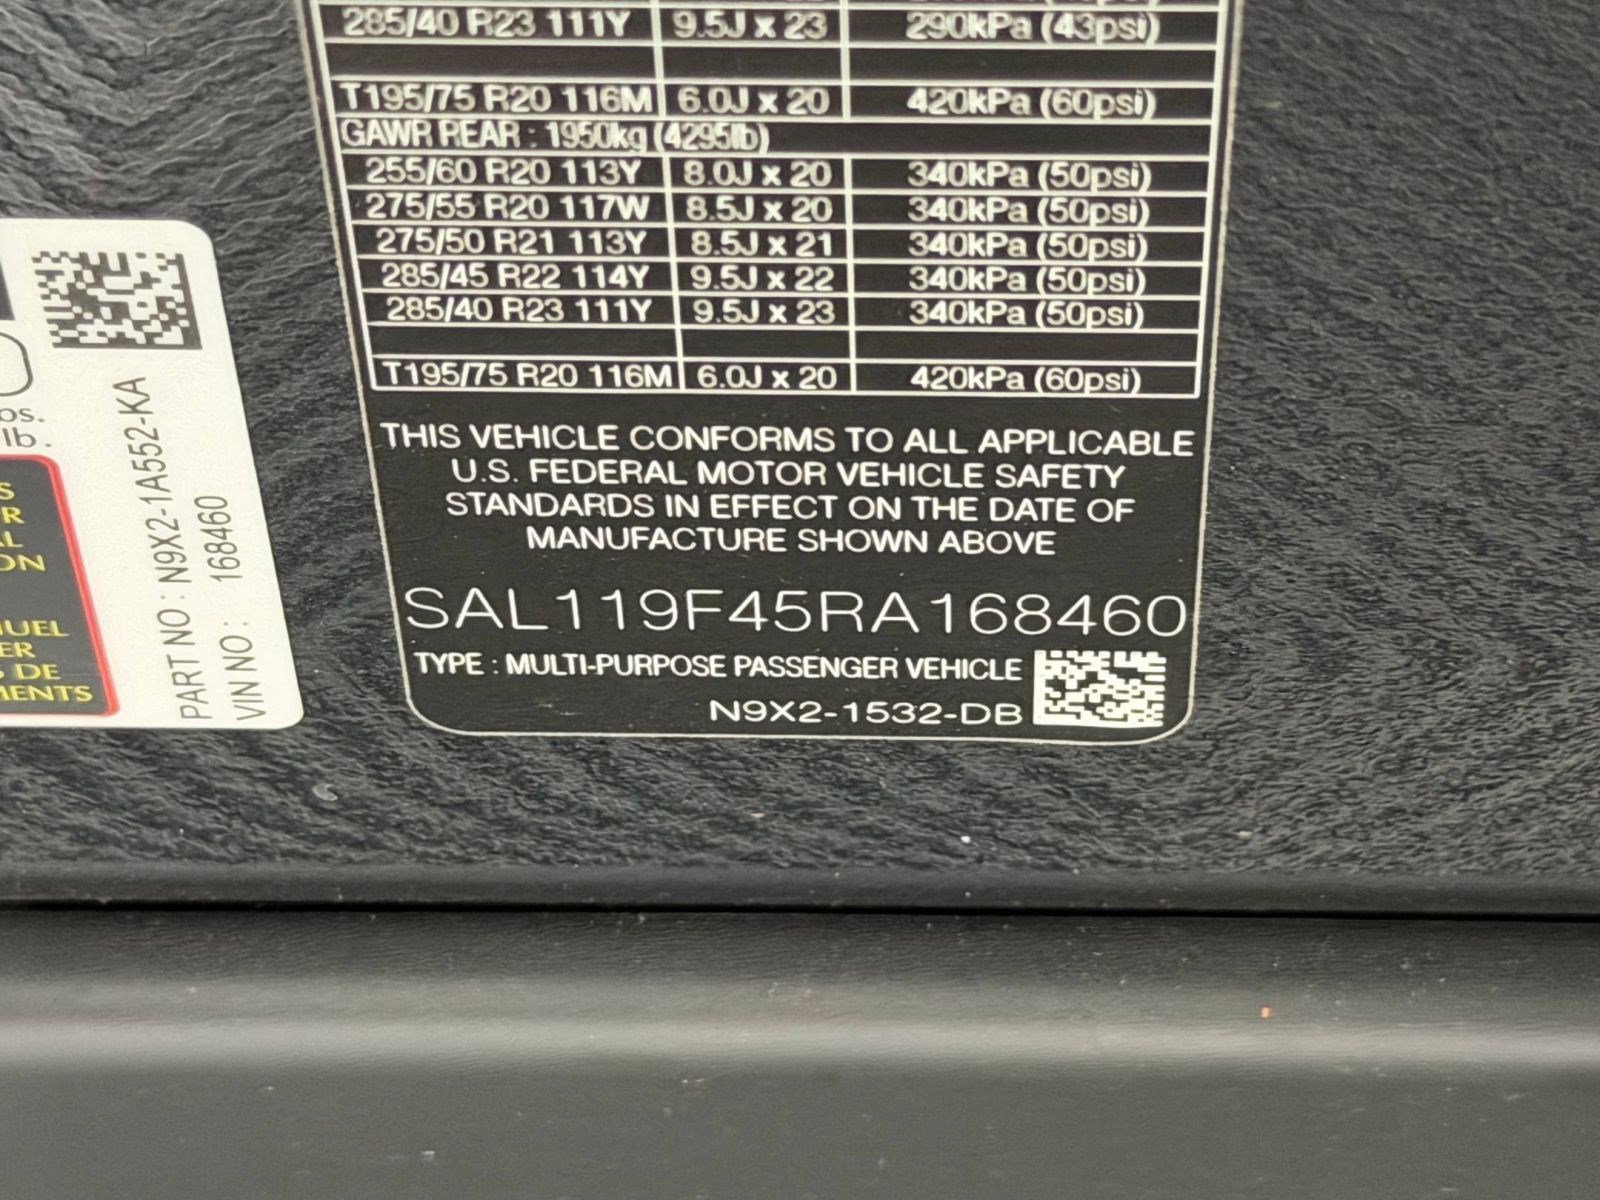 285/40 R23 111Y 9.5J x 23 290kPa (43psi)
T195/75 R20 116M 6.0J x 20 420kPa (60psi)
GAWR REAR : 1950kg (4295lb)
255/60 R20 113Y 8.0J x 20 340kPa (50psi)
275/55 R20 117W 8.5J x 20 340kPa (50psi)
275/50 R21 113Y 8.5J x 21 340kPa (50psi)
285/45 R22 114Y 9.5J x 22 340kPa (50psi)
285/40 R23 111Y 9.5J x 23 340kPa (50psi)
T195/75 R20 116M 6.0J x 20 420kPa (60psi)
THIS VEHICLE CONFORMS TO ALL APPLICABLE
U.S. FEDERAL MOTOR VEHICLE SAFETY
STANDARDS IN EFFECT ON THE DATE OF
MANUFACTURE SHOWN ABOVE
SAL119F45RA168460
TYPE : MULTI-PURPOSE PASSENGER VEHICLE
N9X2-1532-DB
PART NO : N9X2-1A552-KA
VIN NO : 168460
lb.
DE